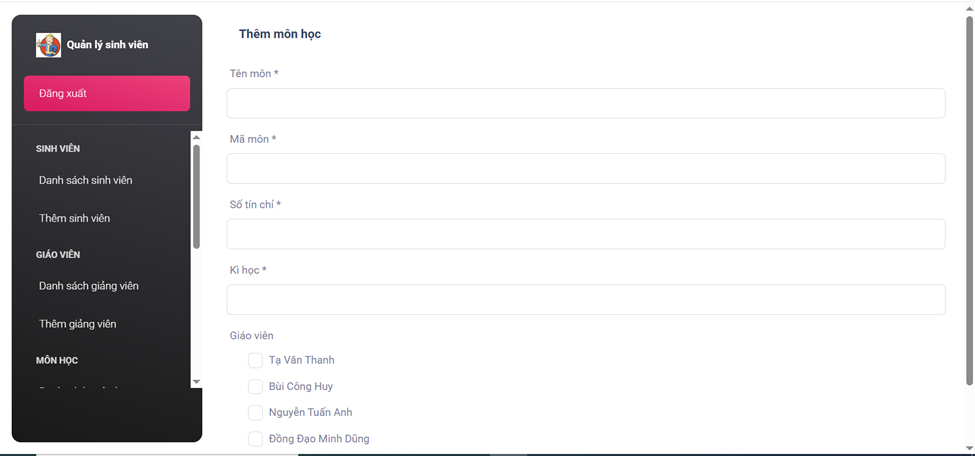 Quản lý sinh viên
Đăng xuất
SINH VIÊN
Danh sách sinh viên
Thêm sinh viên
GIÁO VIÊN
Danh sách giảng viên
Thêm giảng viên
MÔN HỌC
Thêm môn học
Tên môn *
Mã môn *
Số tín chỉ *
Kì học *
Giáo viên
Tạ Văn Thanh
Bùi Công Huy
Nguyễn Tuấn Anh
Đồng Đạo Minh Dũng